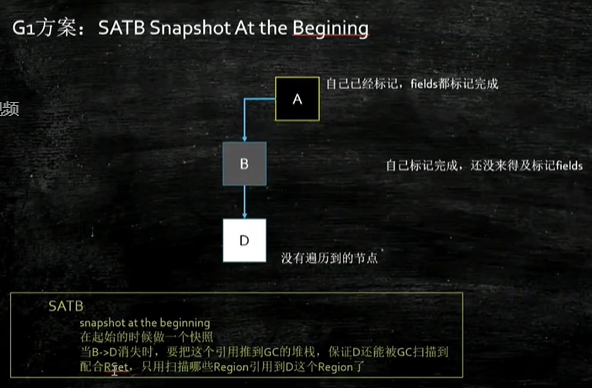 G1方案：SATB Snapshot At the Begining
A
自己已经标记，fields都标记完成
视频
B
自己标记完成，还没来得及标记fields
D
没有遍历到的节点
SATB
snapshot at the beginning
在起始的时候做一个快照
当B->D消失时，要把这个引用推到GC的堆栈，保证D还能被GC扫描到
配合RSet，只用扫描哪些Region引用到D这个Region了